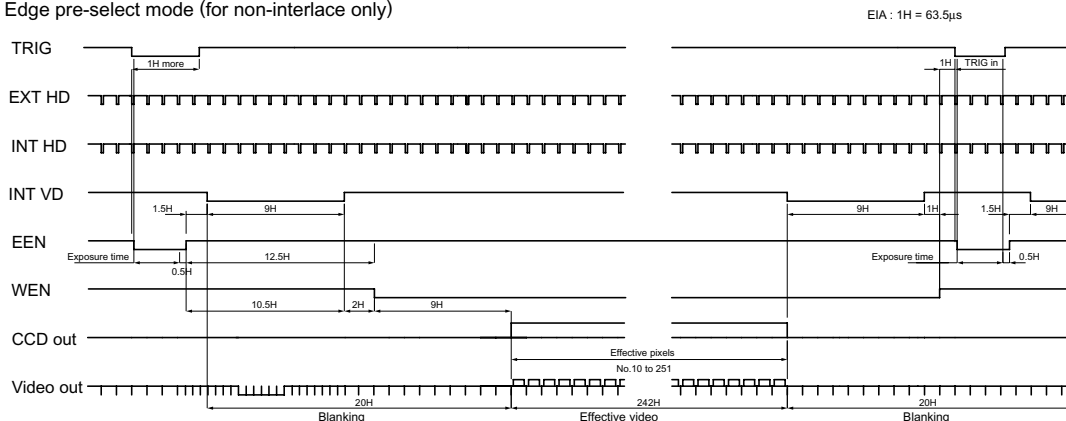 Edge pre-select mode (for non-interlace only)
EIA : 1H = 63.5µs
TRIG
1H more
1H
TRIG in
EXT HD
INT HD
INT VD
1.5H
9H
9H
1H
1.5H
9H
EEN
Exposure time
0.5H
12.5H
Exposure time
0.5H
WEN
10.5H
2H
9H
CCD out
Effective pixels
No.10 to 251
Video out
20H
242H
20H
Blanking
Effective video
Blanking